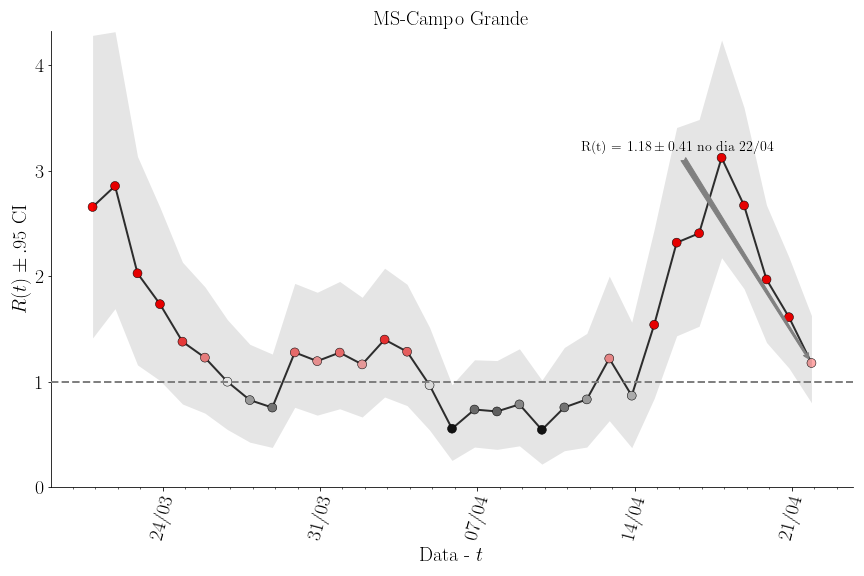 MS-Campo Grande
R(t) ± .95 CI
4
3
2
1
0
R(t) = 1.18 ± 0.41 no dia 22/04
24/03
31/03
07/04
14/04
21/04
Data - t